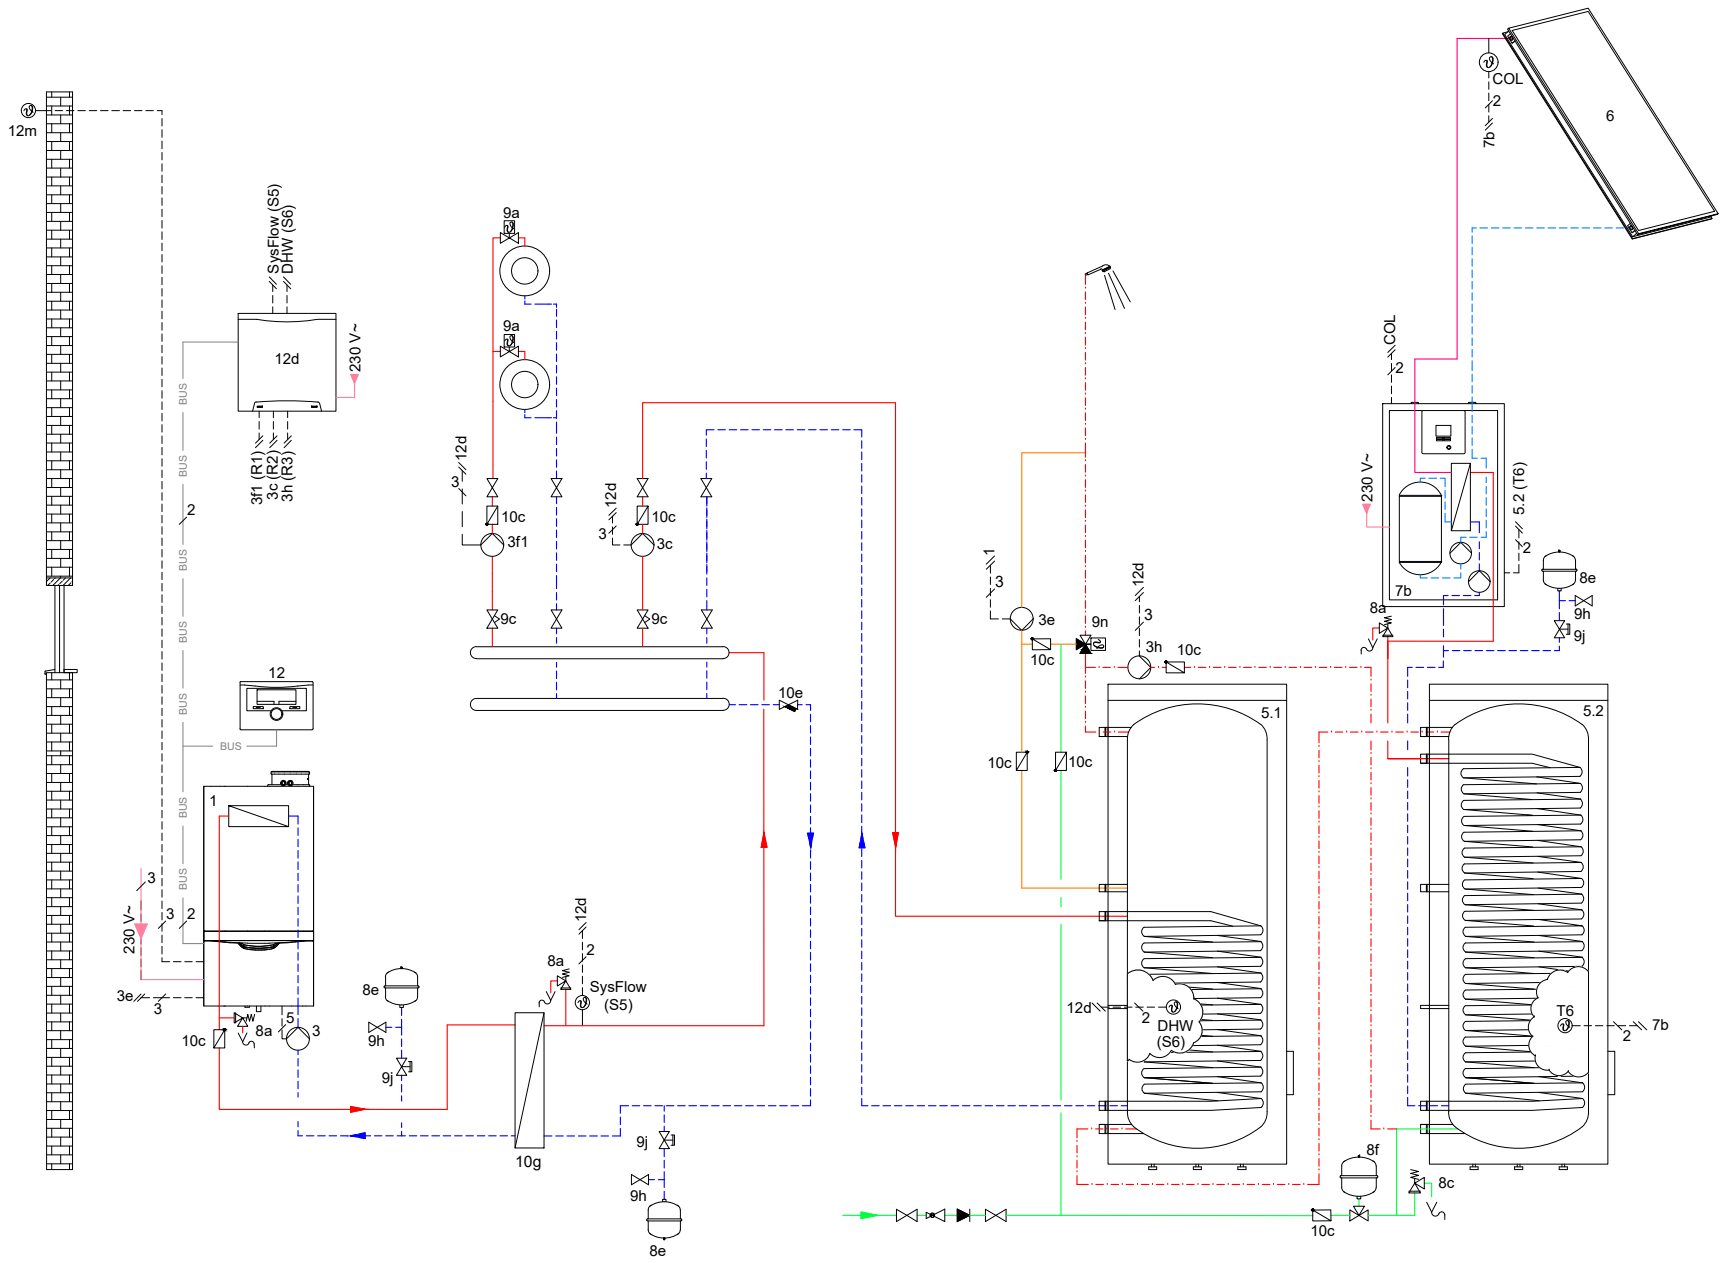 6
COL
2
7b
12m
SysFlow (S5)
DHW (S6)
12d
230 V~
3f1 (R1)
3c (R2)
3h (R3)
BUS
BUS
2
BUS
BUS
BUS
BUS
BUS
BUS
12
1
3
230 V~
3
2
3e
3
5
3
8a
10c
8e
9h
9j
9a
9a
12d
3
10c
3f1
9c
12d
3
10c
3c
9c
10e
12d
2
8a
SysFlow
(S5)
10g
9j
9h
8e
1
3
3e
10c
9n
12d
3
3h
10c
10c
10c
5.1
12d
2
DHW
(S6)
COL
2
230 V~
7b
5.2 (T6)
2
8a
8e
9h
9j
5.2
T6
2
7b
8f
8c
10c